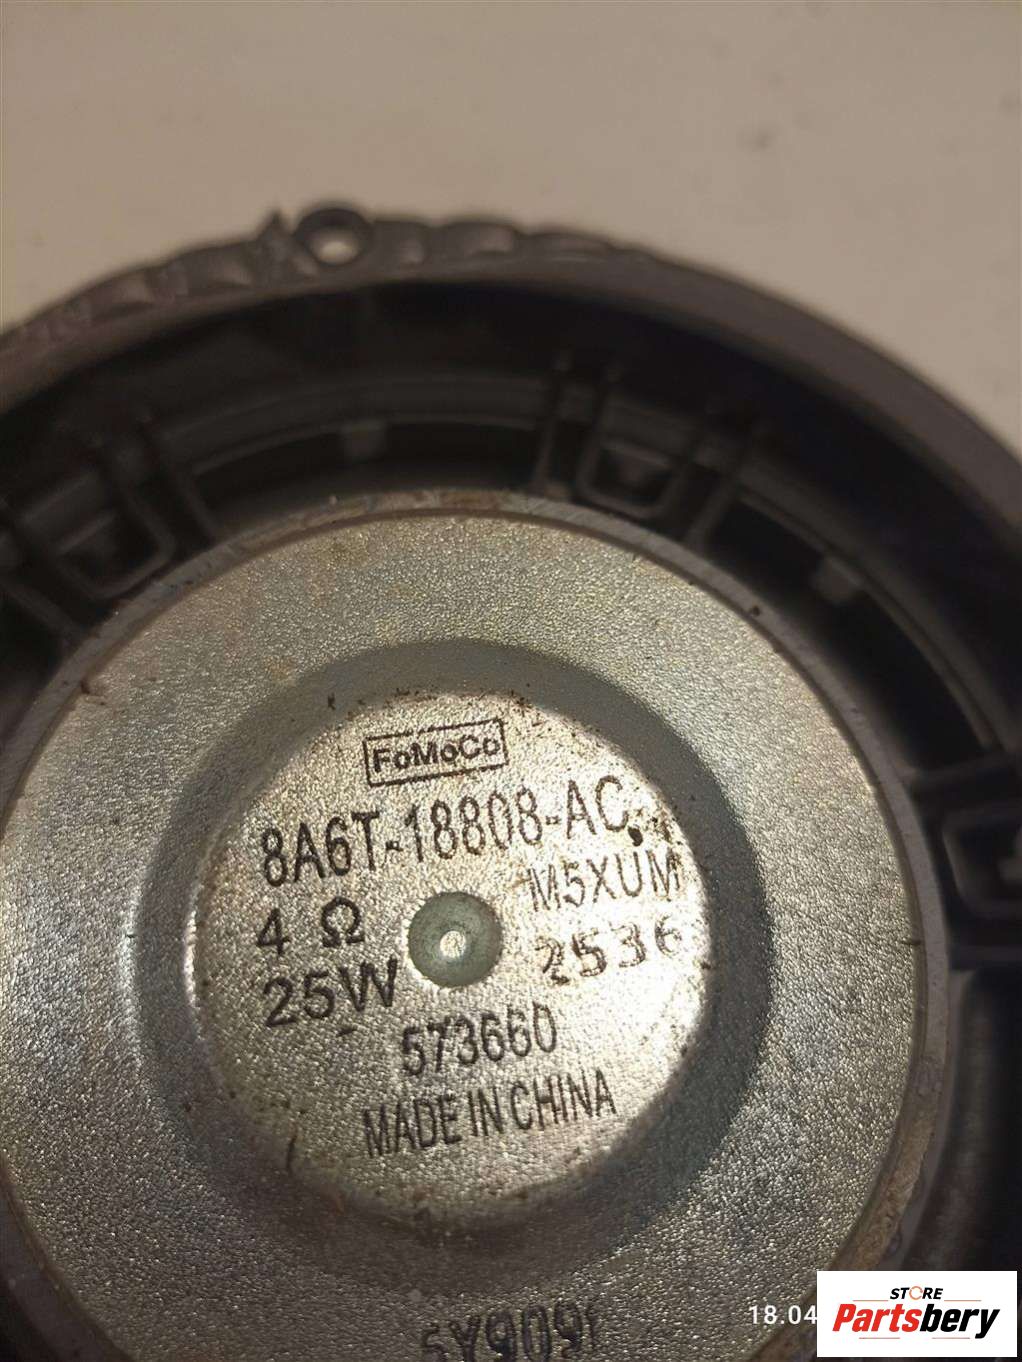 FoMoCo
8A6T-18808-AC
M5XUM
4 Ω
2536
25W
573660
MADE IN CHINA
18.04
STORE
Partsbery